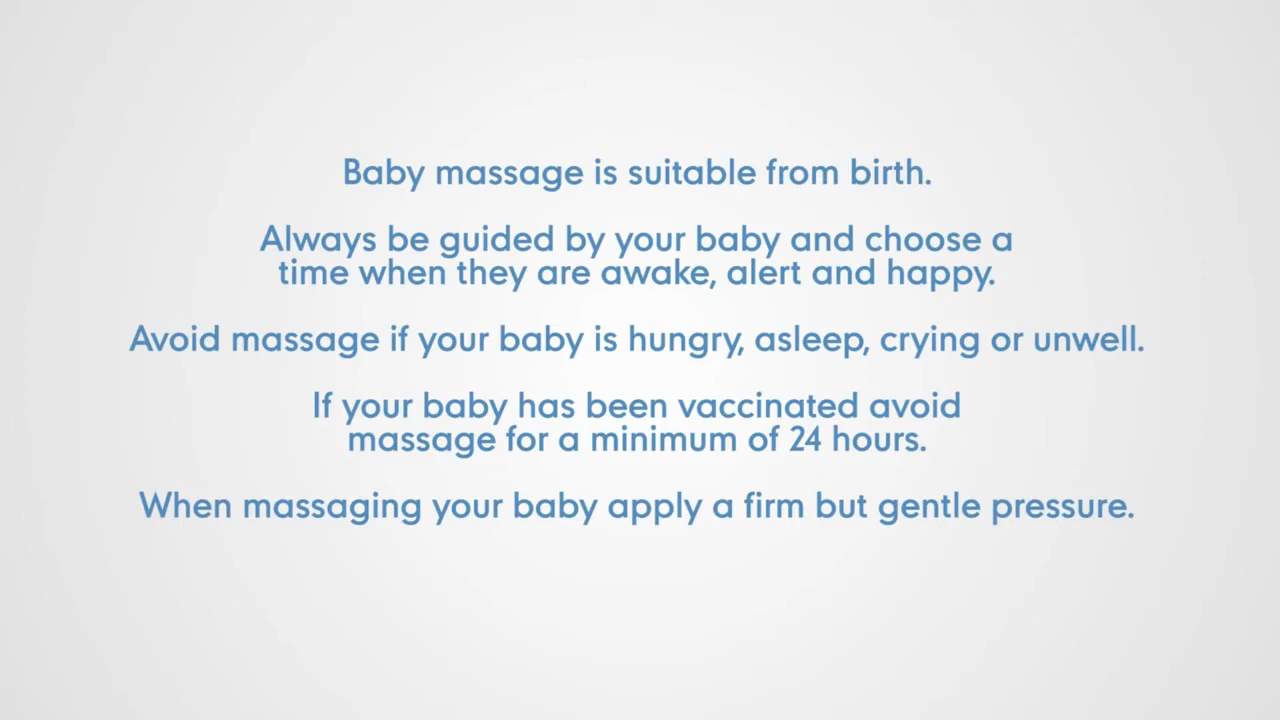 Baby massage is suitable from birth.
Always be guided by your baby and choose a
time when they are awake, alert and happy.
Avoid massage if your baby is hungry, asleep, crying or unwell.
If your baby has been vaccinated avoid
massage for a minimum of 24 hours.
When massaging your baby apply a firm but gentle pressure.